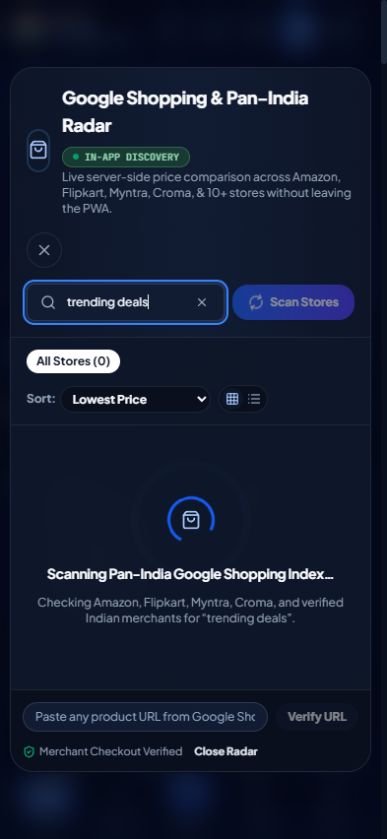 Google Shopping & Pan-India
Radar
IN-APP DISCOVERY
Live server-side price comparison across Amazon,
Flipkart, Myntra, Croma, & 10+ stores without leaving
the PWA.
trending deals
Scan Stores
All Stores (0)
Sort:
Lowest Price
Scanning Pan-India Google Shopping Index...
Checking Amazon, Flipkart, Myntra, Croma, and verified
Indian merchants for "trending deals".
Paste any product URL from Google Sho
Verify URL
Merchant Checkout Verified
Close Radar